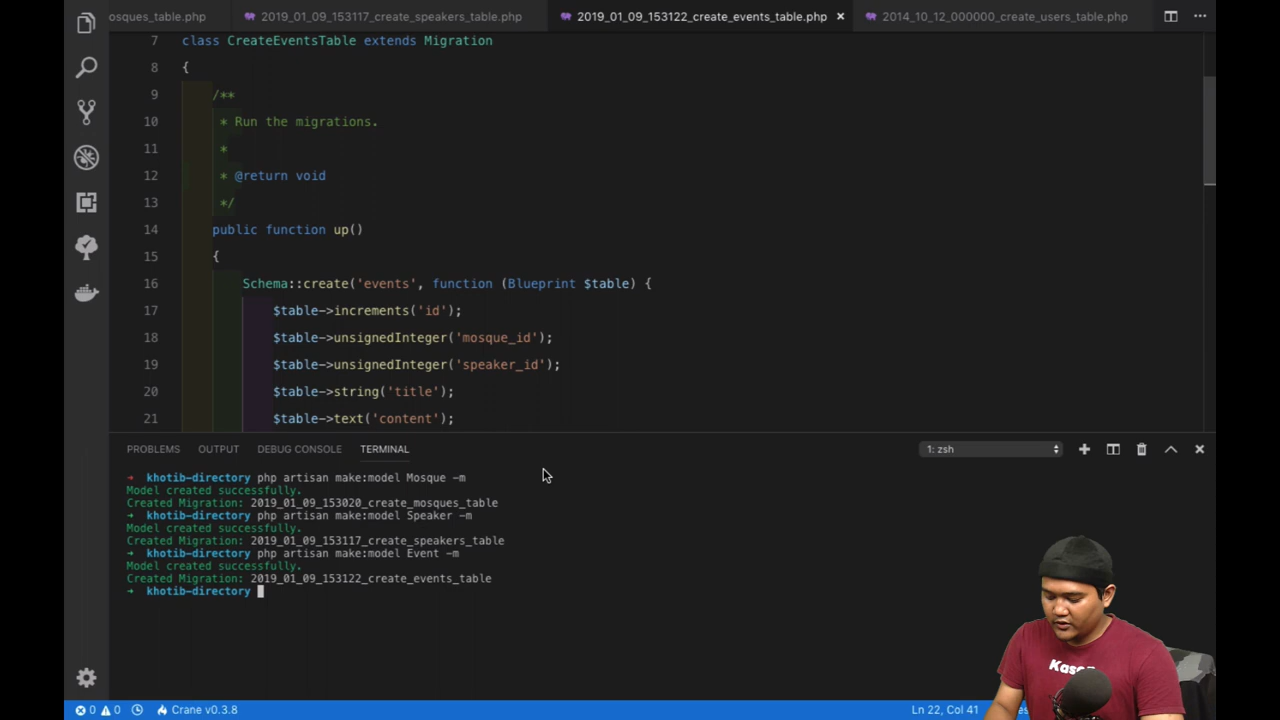 osques_table.php
2019_01_09_153117_create_speakers_table.php
2019_01_09_153122_create_events_table.php
2014_10_12_000000_create_users_table.php
7 class CreateEventsTable extends Migration
8 {
9 /**
10 * Run the migrations.
11 *
12 * @return void
13 */
14 public function up()
15 {
16 Schema::create('events', function (Blueprint $table) {
17 $table->increments('id');
18 $table->unsignedInteger('mosque_id');
19 $table->unsignedInteger('speaker_id');
20 $table->string('title');
21 $table->text('content');
PROBLEMS OUTPUT DEBUG CONSOLE TERMINAL 1: zsh
→ khotib-directory php artisan make:model Mosque -m
Model created successfully.
Created Migration: 2019_01_09_153020_create_mosques_table
→ khotib-directory php artisan make:model Speaker -m
Model created successfully.
Created Migration: 2019_01_09_153117_create_speakers_table
→ khotib-directory php artisan make:model Event -m
Model created successfully.
Created Migration: 2019_01_09_153122_create_events_table
→ khotib-directory
0 0 Crane v0.3.8 Ln 22, Col 41